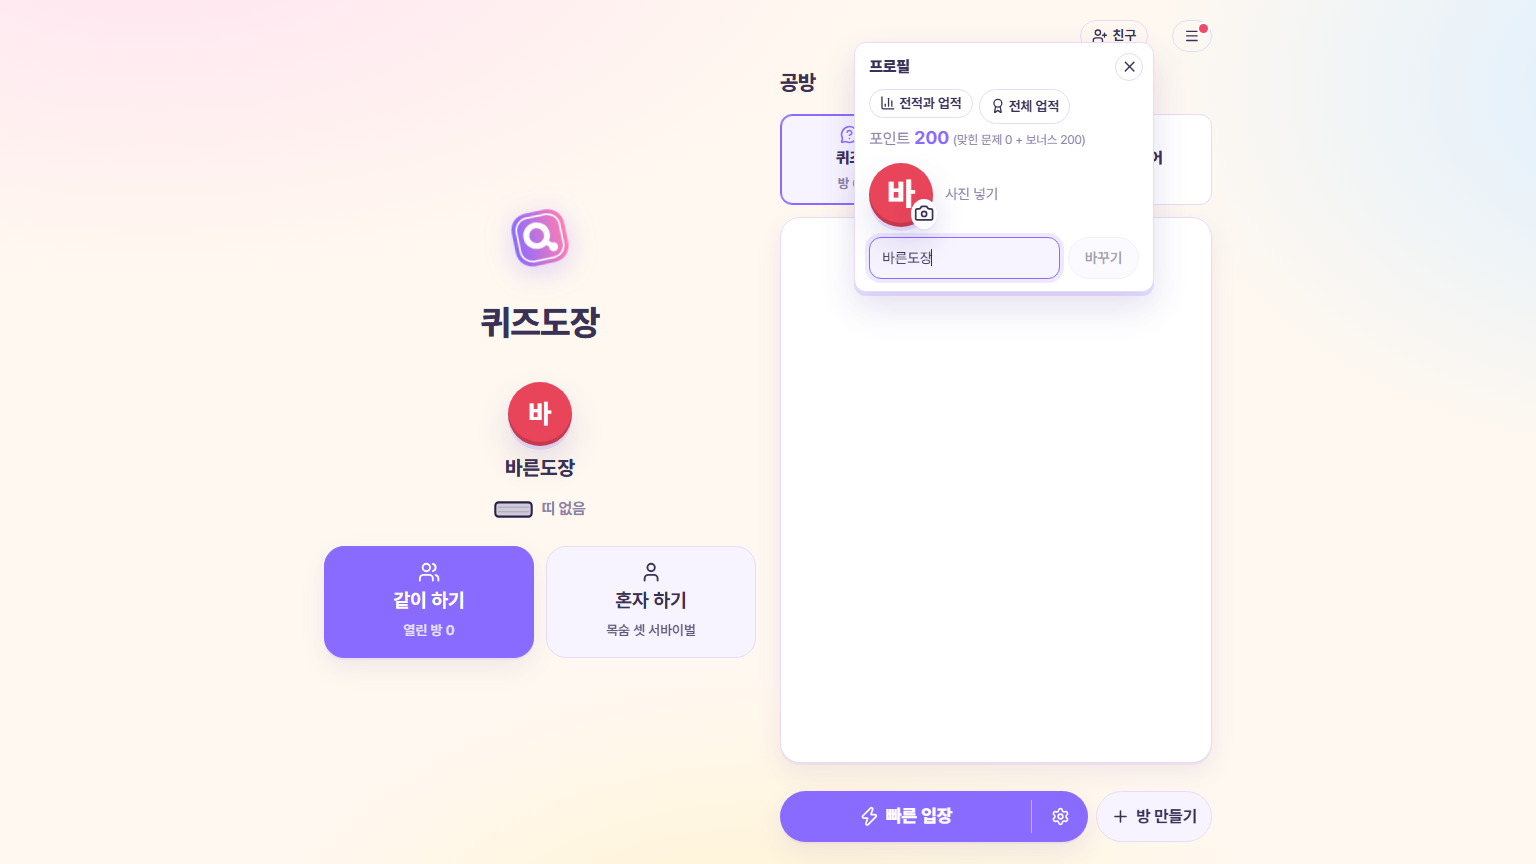 친구
프로필
공방
전적과 업적
전체 업적
포인트 200 (맞힌 문제 0 + 보너스 200)
바
사진 넣기
바른도장
바꾸기
퀴즈도장
바
바른도장
띠 없음
같이 하기
열린 방 0
혼자 하기
목숨 셋 서바이벌
빠른 입장
방 만들기